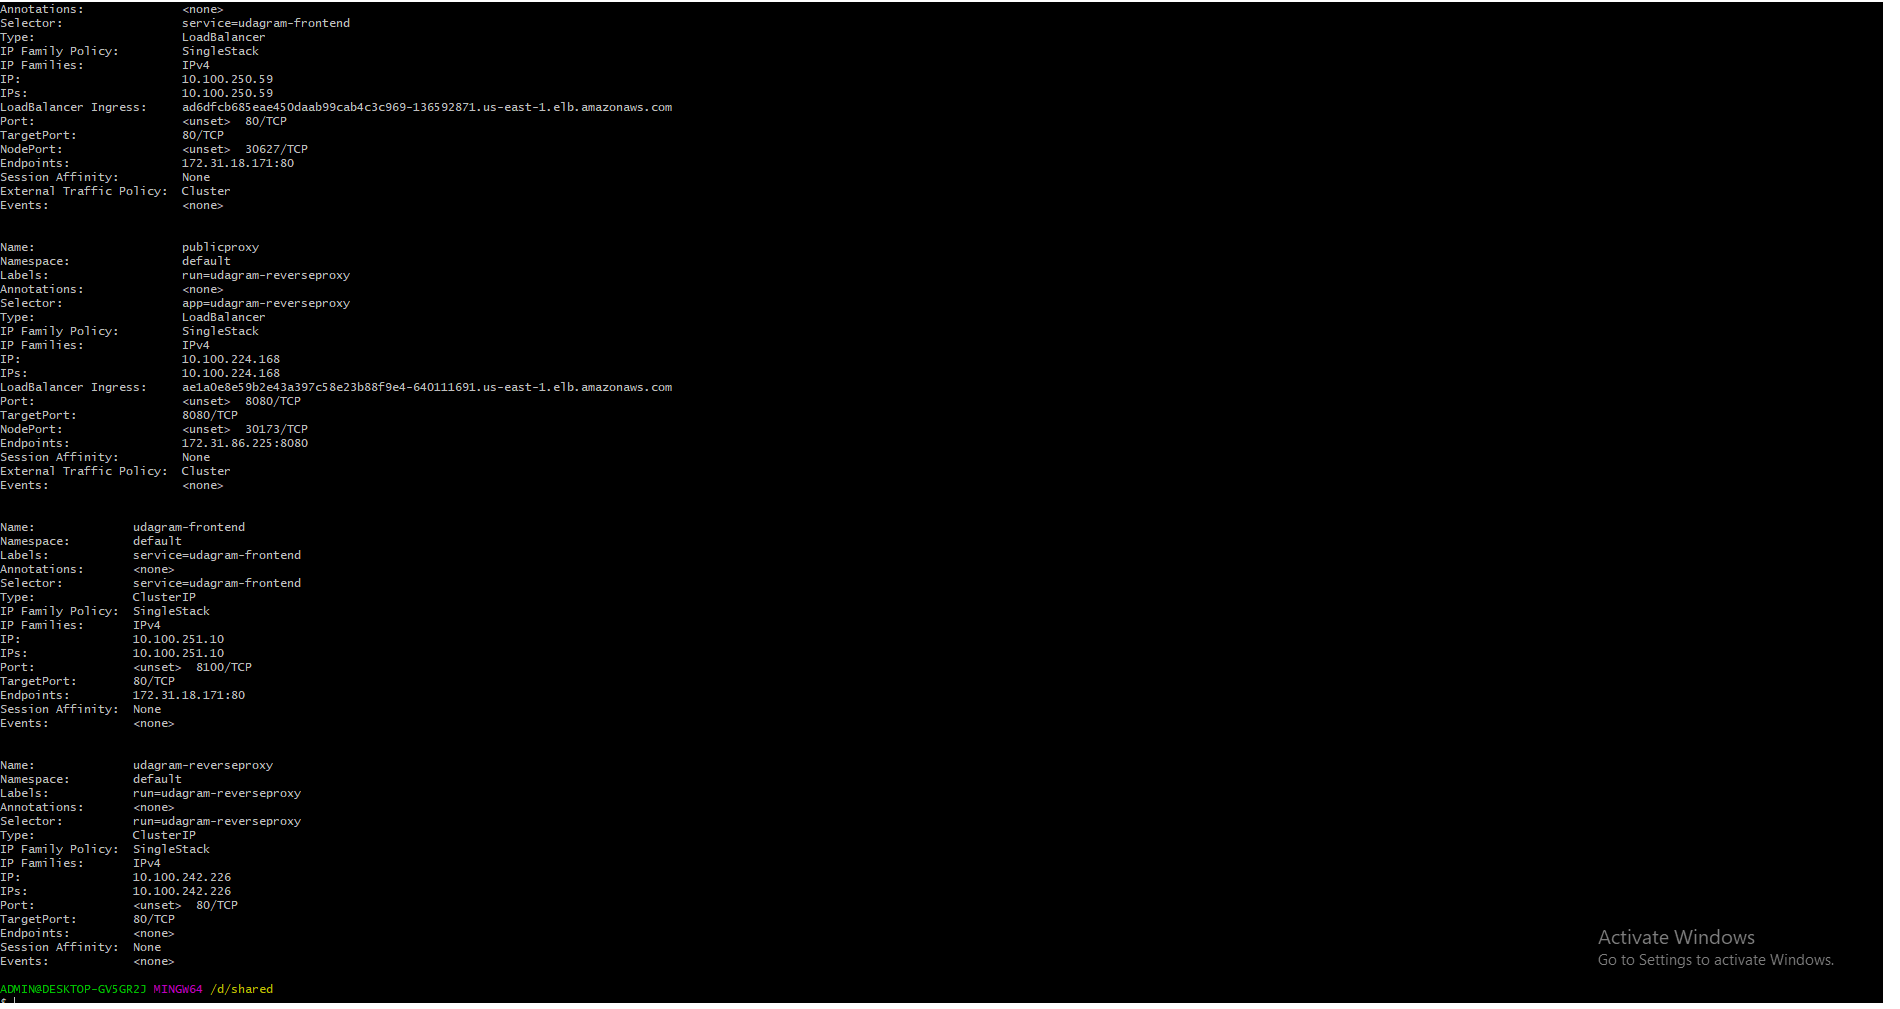 Annotations:              <none>
Selector:                 service=udagram-frontend
Type:                     LoadBalancer
IP Family Policy:         SingleStack
IP Families:              IPv4
IP:                       10.100.250.59
IPs:                      10.100.250.59
LoadBalancer Ingress:     ad6dfcb685eae450daab99cab4c3c969-136592871.us-east-1.elb.amazonaws.com
Port:                     <unset>  80/TCP
TargetPort:               80/TCP
NodePort:                 <unset>  30627/TCP
Endpoints:                172.31.18.171:80
Session Affinity:         None
External Traffic Policy:  Cluster
Events:                   <none>
Name:                     publicproxy
Namespace:                default
Labels:                   run=udagram-reverseproxy
Annotations:              <none>
Selector:                 app=udagram-reverseproxy
Type:                     LoadBalancer
IP Family Policy:         SingleStack
IP Families:              IPv4
IP:                       10.100.224.168
IPs:                      10.100.224.168
LoadBalancer Ingress:     ae1a0e8e59b2e43a397c58e23b88f9e4-640111691.us-east-1.elb.amazonaws.com
Port:                     <unset>  8080/TCP
TargetPort:               8080/TCP
NodePort:                 <unset>  30173/TCP
Endpoints:                172.31.86.225:8080
Session Affinity:         None
External Traffic Policy:  Cluster
Events:                   <none>
Name:              udagram-frontend
Namespace:         default
Labels:            service=udagram-frontend
Annotations:       <none>
Selector:          service=udagram-frontend
Type:              ClusterIP
IP Family Policy:  SingleStack
IP Families:       IPv4
IP:                10.100.251.10
IPs:               10.100.251.10
Port:              <unset>  8100/TCP
TargetPort:        80/TCP
Endpoints:         172.31.18.171:80
Session Affinity:  None
Events:            <none>
Name:              udagram-reverseproxy
Namespace:         default
Labels:            run=udagram-reverseproxy
Annotations:       <none>
Selector:          run=udagram-reverseproxy
Type:              ClusterIP
IP Family Policy:  SingleStack
IP Families:       IPv4
IP:                10.100.242.226
IPs:               10.100.242.226
Port:              <unset>  80/TCP
TargetPort:        80/TCP
Endpoints:         <none>
Session Affinity:  None
Events:            <none>
ADMIN@DESKTOP-GV5GR2J MINGW64 /d/shared
$
Activate Windows
Go to Settings to activate Windows.